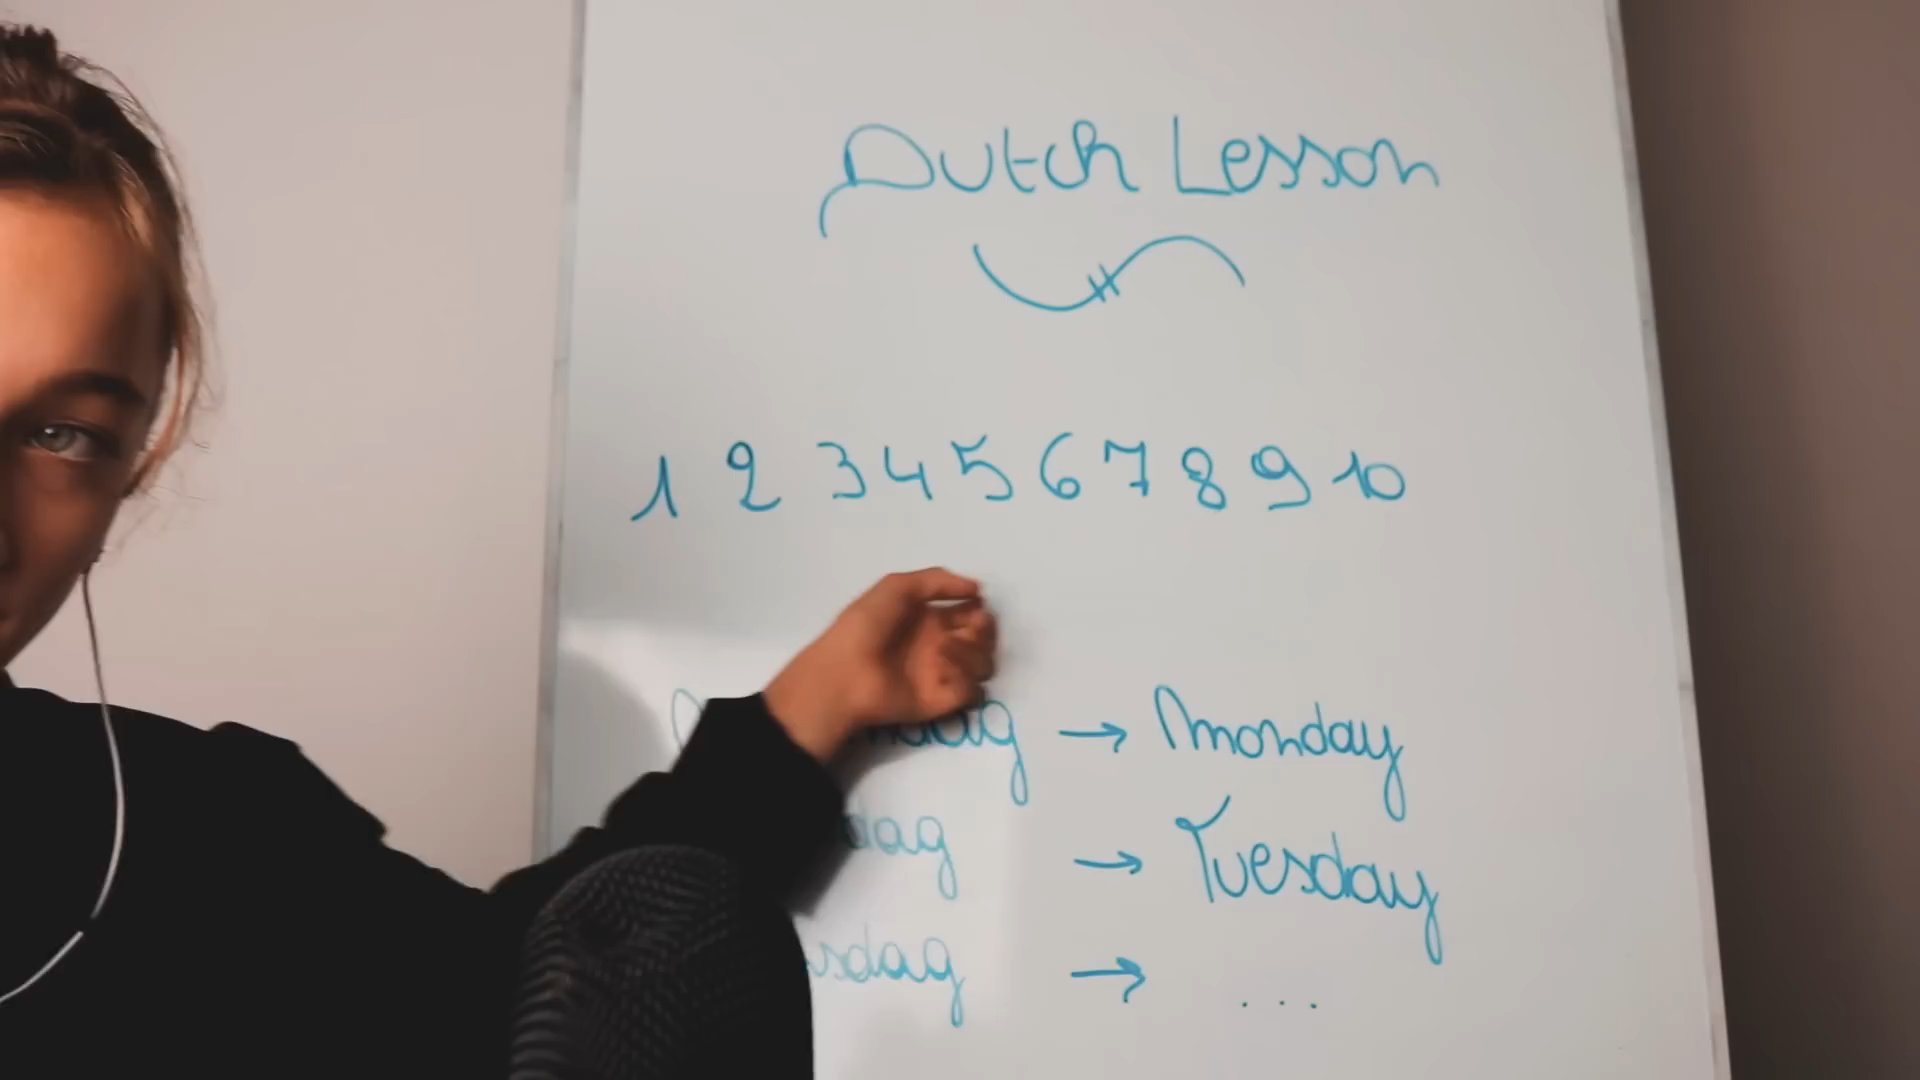 Dutch Lesson
1 2 3 4 5 6 7 8 9 10
→ Monday
→ Tuesday
→ ...